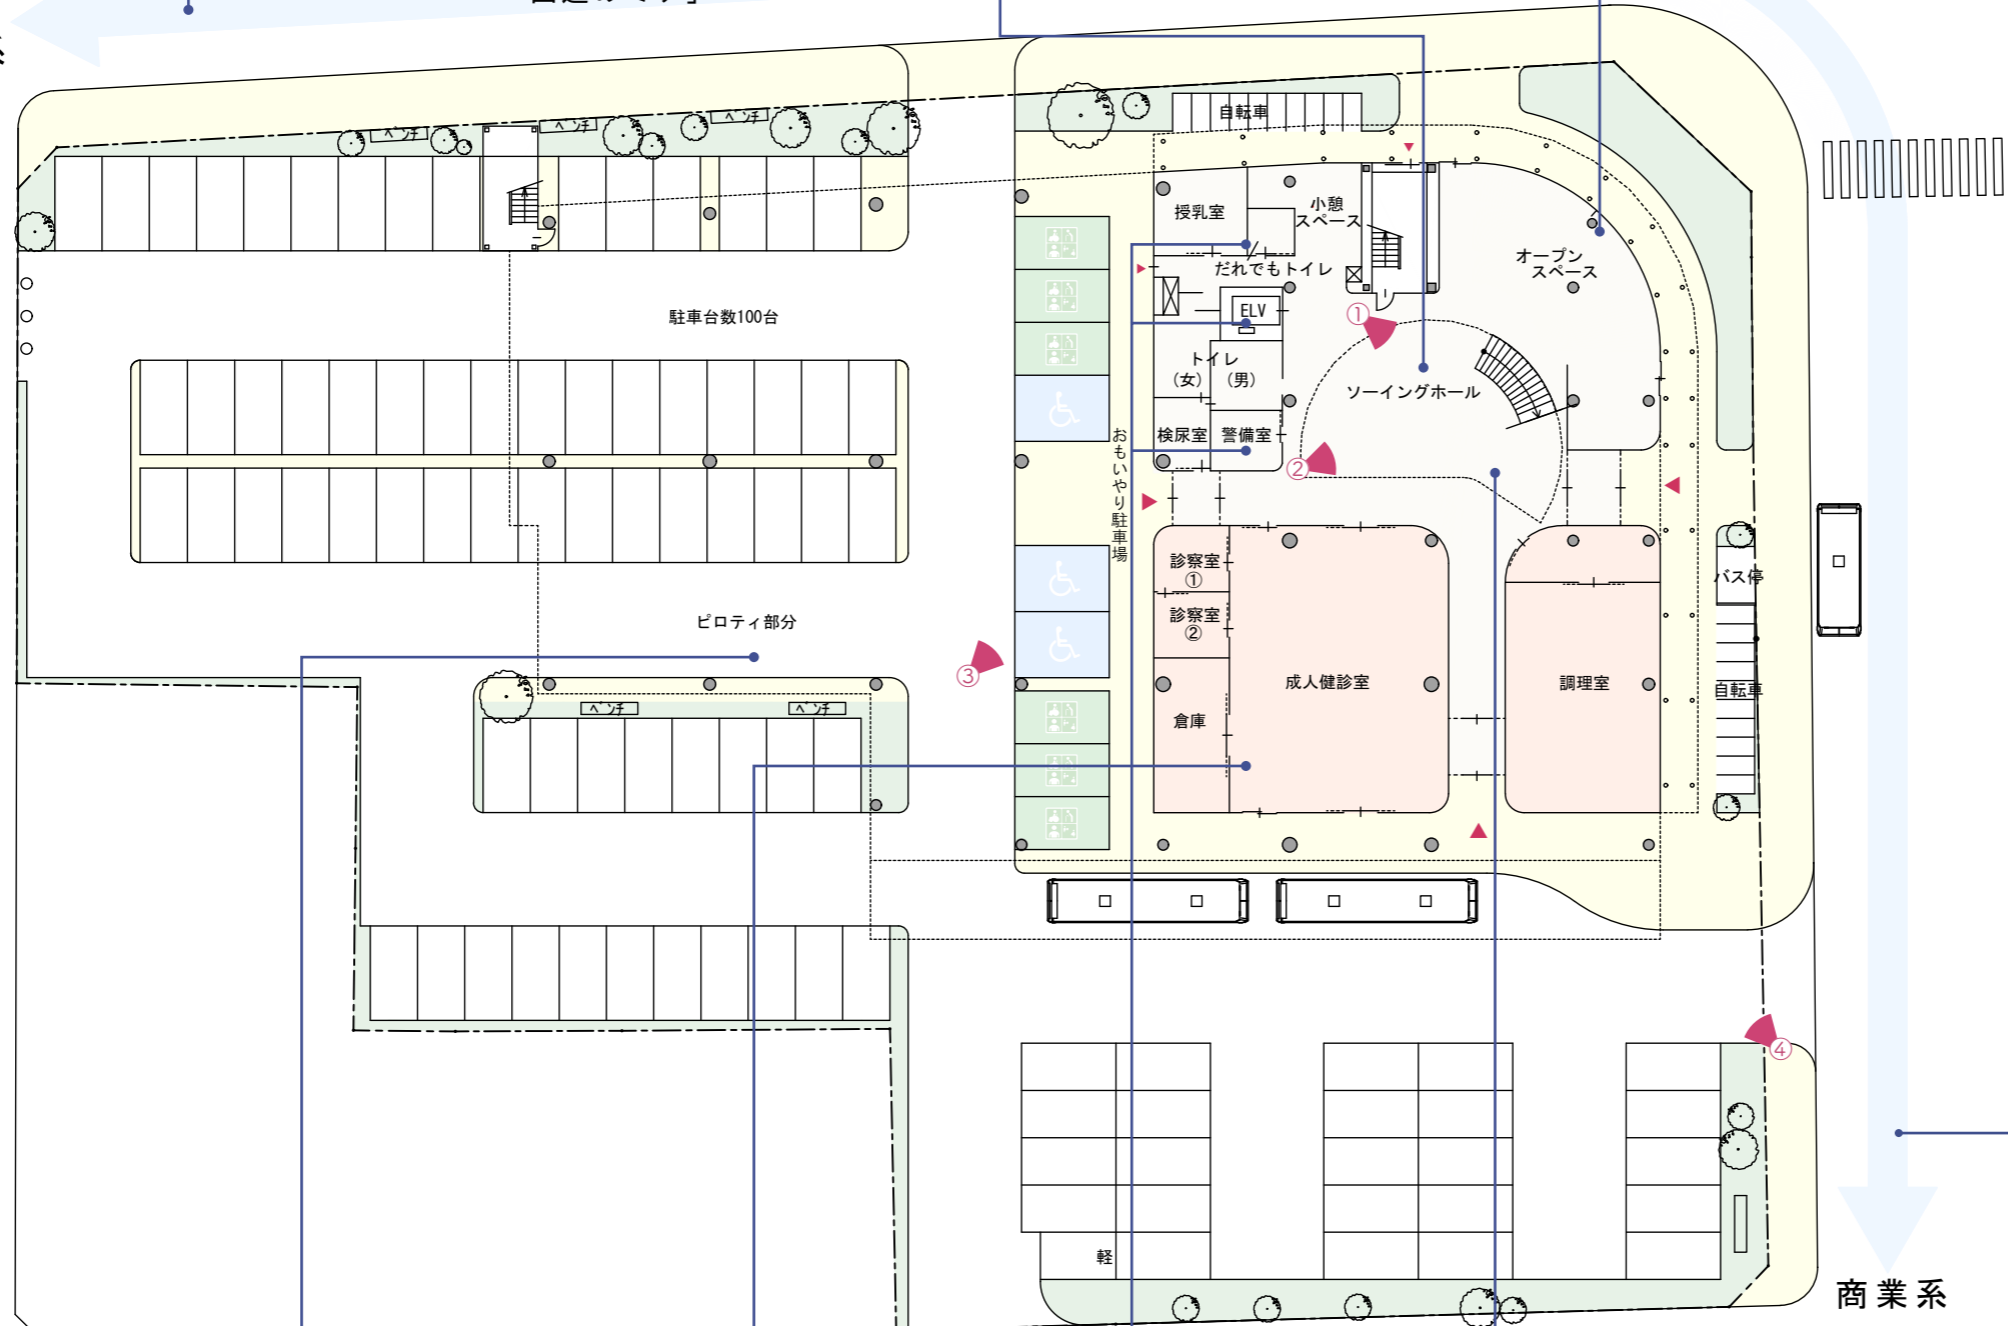 自転車
ベンチ
ベンチ
ベンチ
授乳室
小憩
スペース
オープン
スペース
だれでもトイレ
ELV
①
駐車台数100台
トイレ
(女)
(男)
ソーイングホール
検尿室
警備室
②
おもいやり駐車場
診察室
①
診察室
②
バス停
ピロティ部分
③
成人健診室
調理室
自転車
倉庫
ベンチ
ベンチ
④
軽
商業系